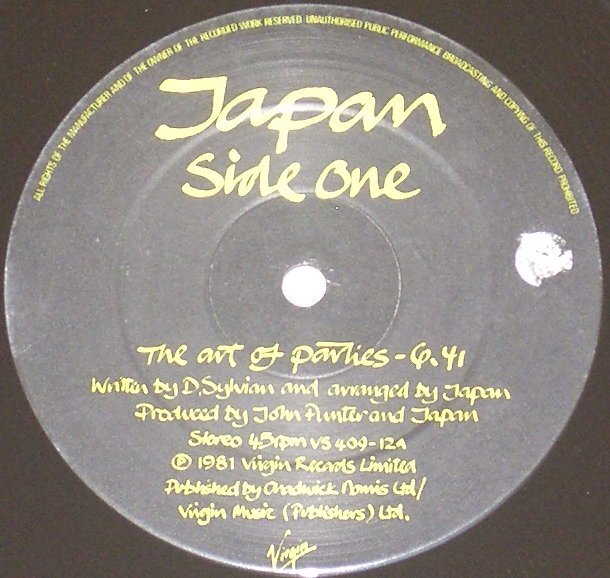 ALL RIGHTS OF THE MANUFACTURER AND OF THE OWNER OF THE RECORDED WORK RESERVED. UNAUTHORISED PUBLIC PERFORMANCE BROADCASTING AND COPYING OF THIS RECORD PROHIBITED
Japan
Side One
The art of parties - 6.41
Written by D. Sylvian and arranged by Japan
Produced by John Punter and Japan
Stereo 45rpm VS 409-12A
℗ 1981 Virgin Records Limited
Published by Chadwick Nomis Ltd/
Virgin Music (Publishers) Ltd.
Virgin